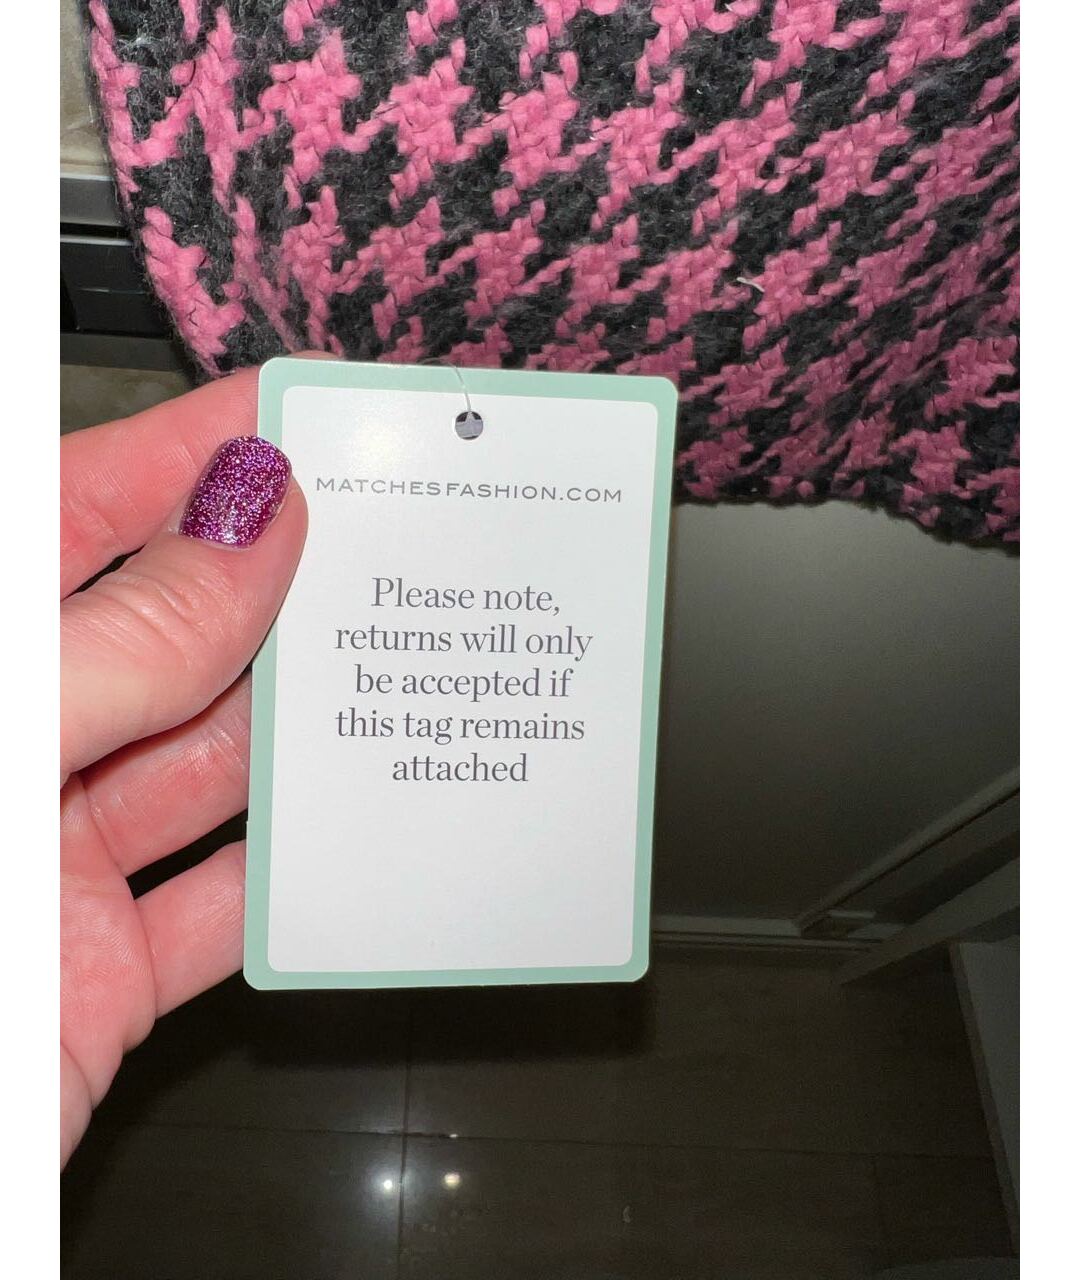 MATCHESFASHION.COM
Please note,
returns will only
be accepted if
this tag remains
attached